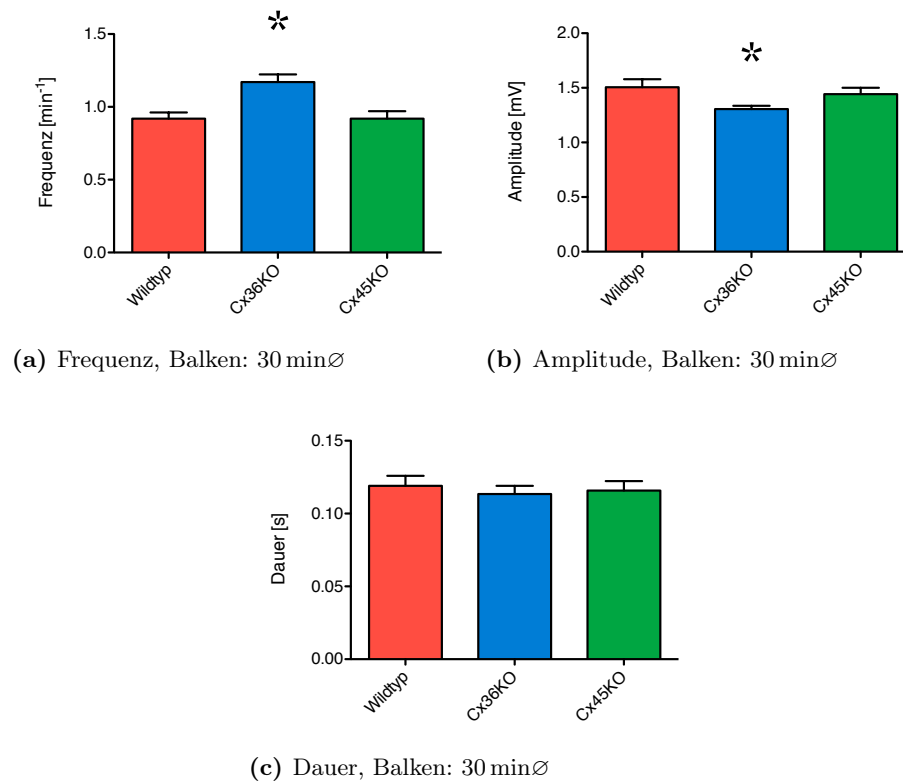 *
Frequenz [min⁻¹]
1.5
1.0
0.5
0.0
Wildtyp
Cx36KO
Cx45KO
(a) Frequenz, Balken: 30 min∅
*
Amplitude [mV]
2.0
1.5
1.0
0.5
0.0
Wildtyp
Cx36KO
Cx45KO
(b) Amplitude, Balken: 30 min∅
Dauer [s]
0.15
0.10
0.05
0.00
Wildtyp
Cx36KO
Cx45KO
(c) Dauer, Balken: 30 min∅